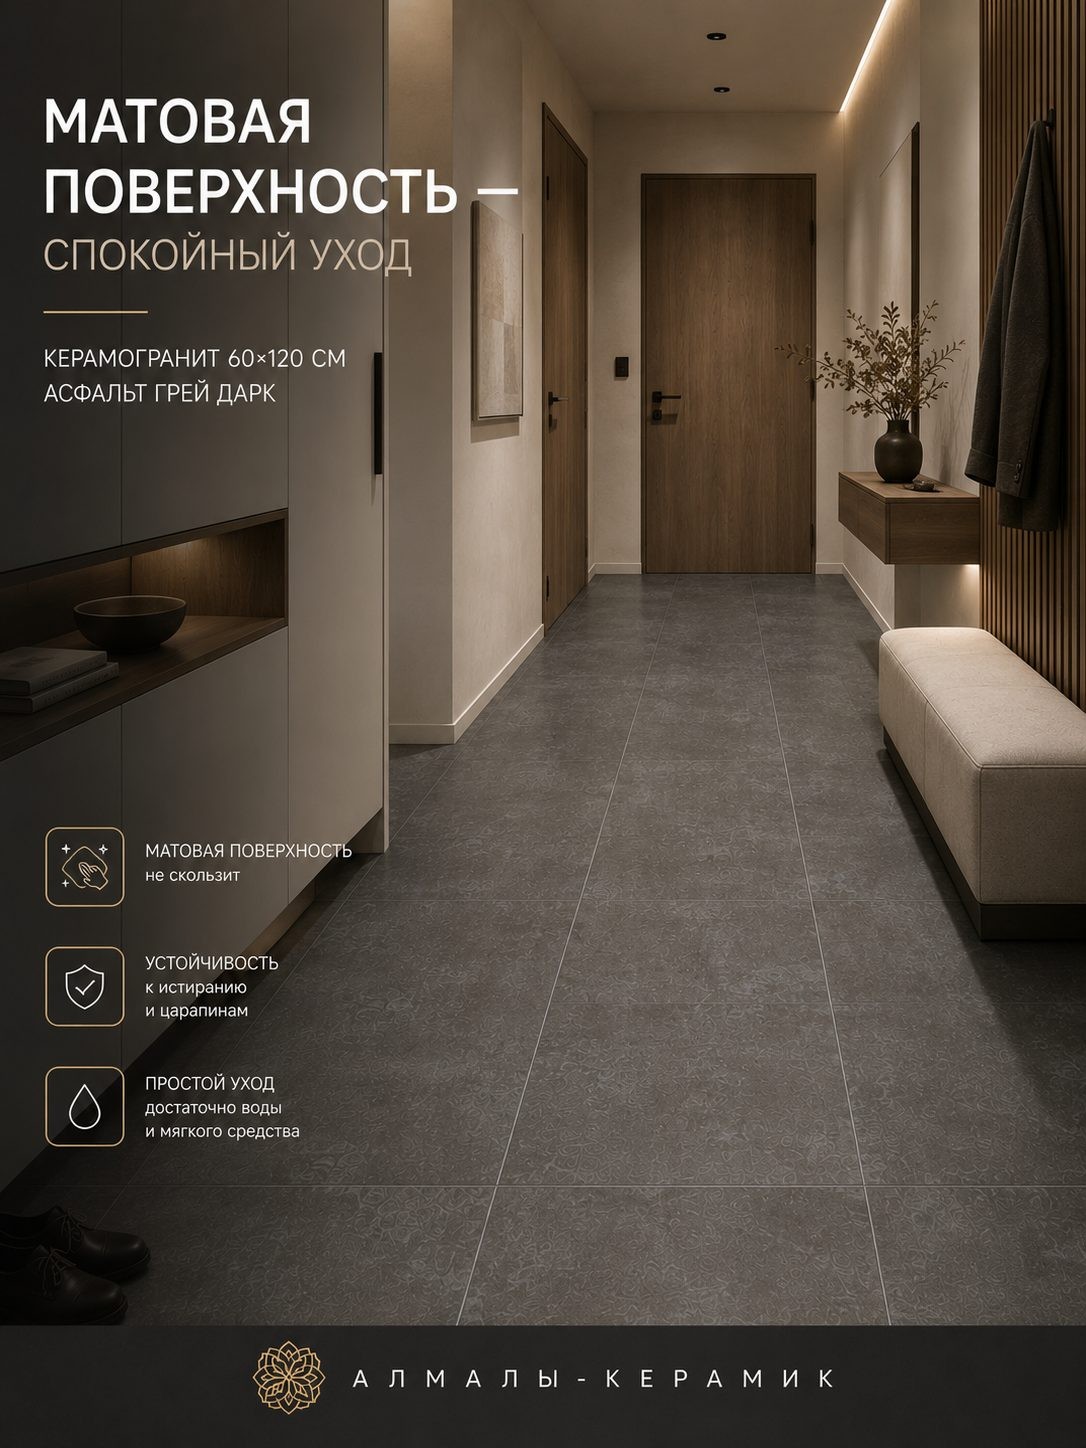 МАТОВАЯ
ПОВЕРХНОСТЬ —
СПОКОЙНЫЙ УХОД
КЕРАМОГРАНИТ 60×120 СМ
АСФАЛЬТ ГРЕЙ ДАРК
МАТОВАЯ ПОВЕРХНОСТЬ
не скользит
УСТОЙЧИВОСТЬ
к истиранию
и царапинам
ПРОСТОЙ УХОД
достаточно воды
и мягкого средства
АЛМАЛЫ-КЕРАМИК